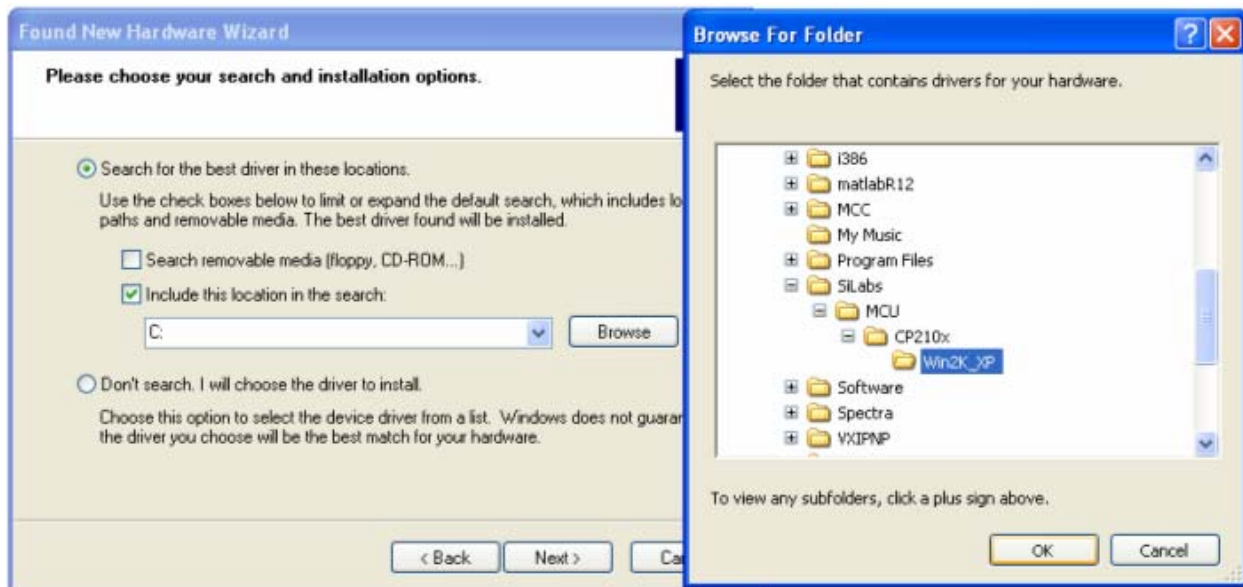 Found New Hardware Wizard
Please choose your search and installation options.
Search for the best driver in these locations.
Use the check boxes below to limit or expand the default search, which includes
paths and removable media. The best driver found will be installed.
Search removable media (floppy, CD-ROM...)
Include this location in the search:
C:
Browse
Don't search. I will choose the driver to install.
Choose this option to select the device driver from a list. Windows does not
the driver you choose will be the best match for your hardware.
< Back
Next >
Browse For Folder
Select the folder that contains drivers for your hardware.
i386
matlabR12
MCC
My Music
Program Files
SiLabs
MCU
CP210x
Win2K_XP
Software
Spectra
VXIPNP
To view any subfolders, click a plus sign above.
OK
Cancel